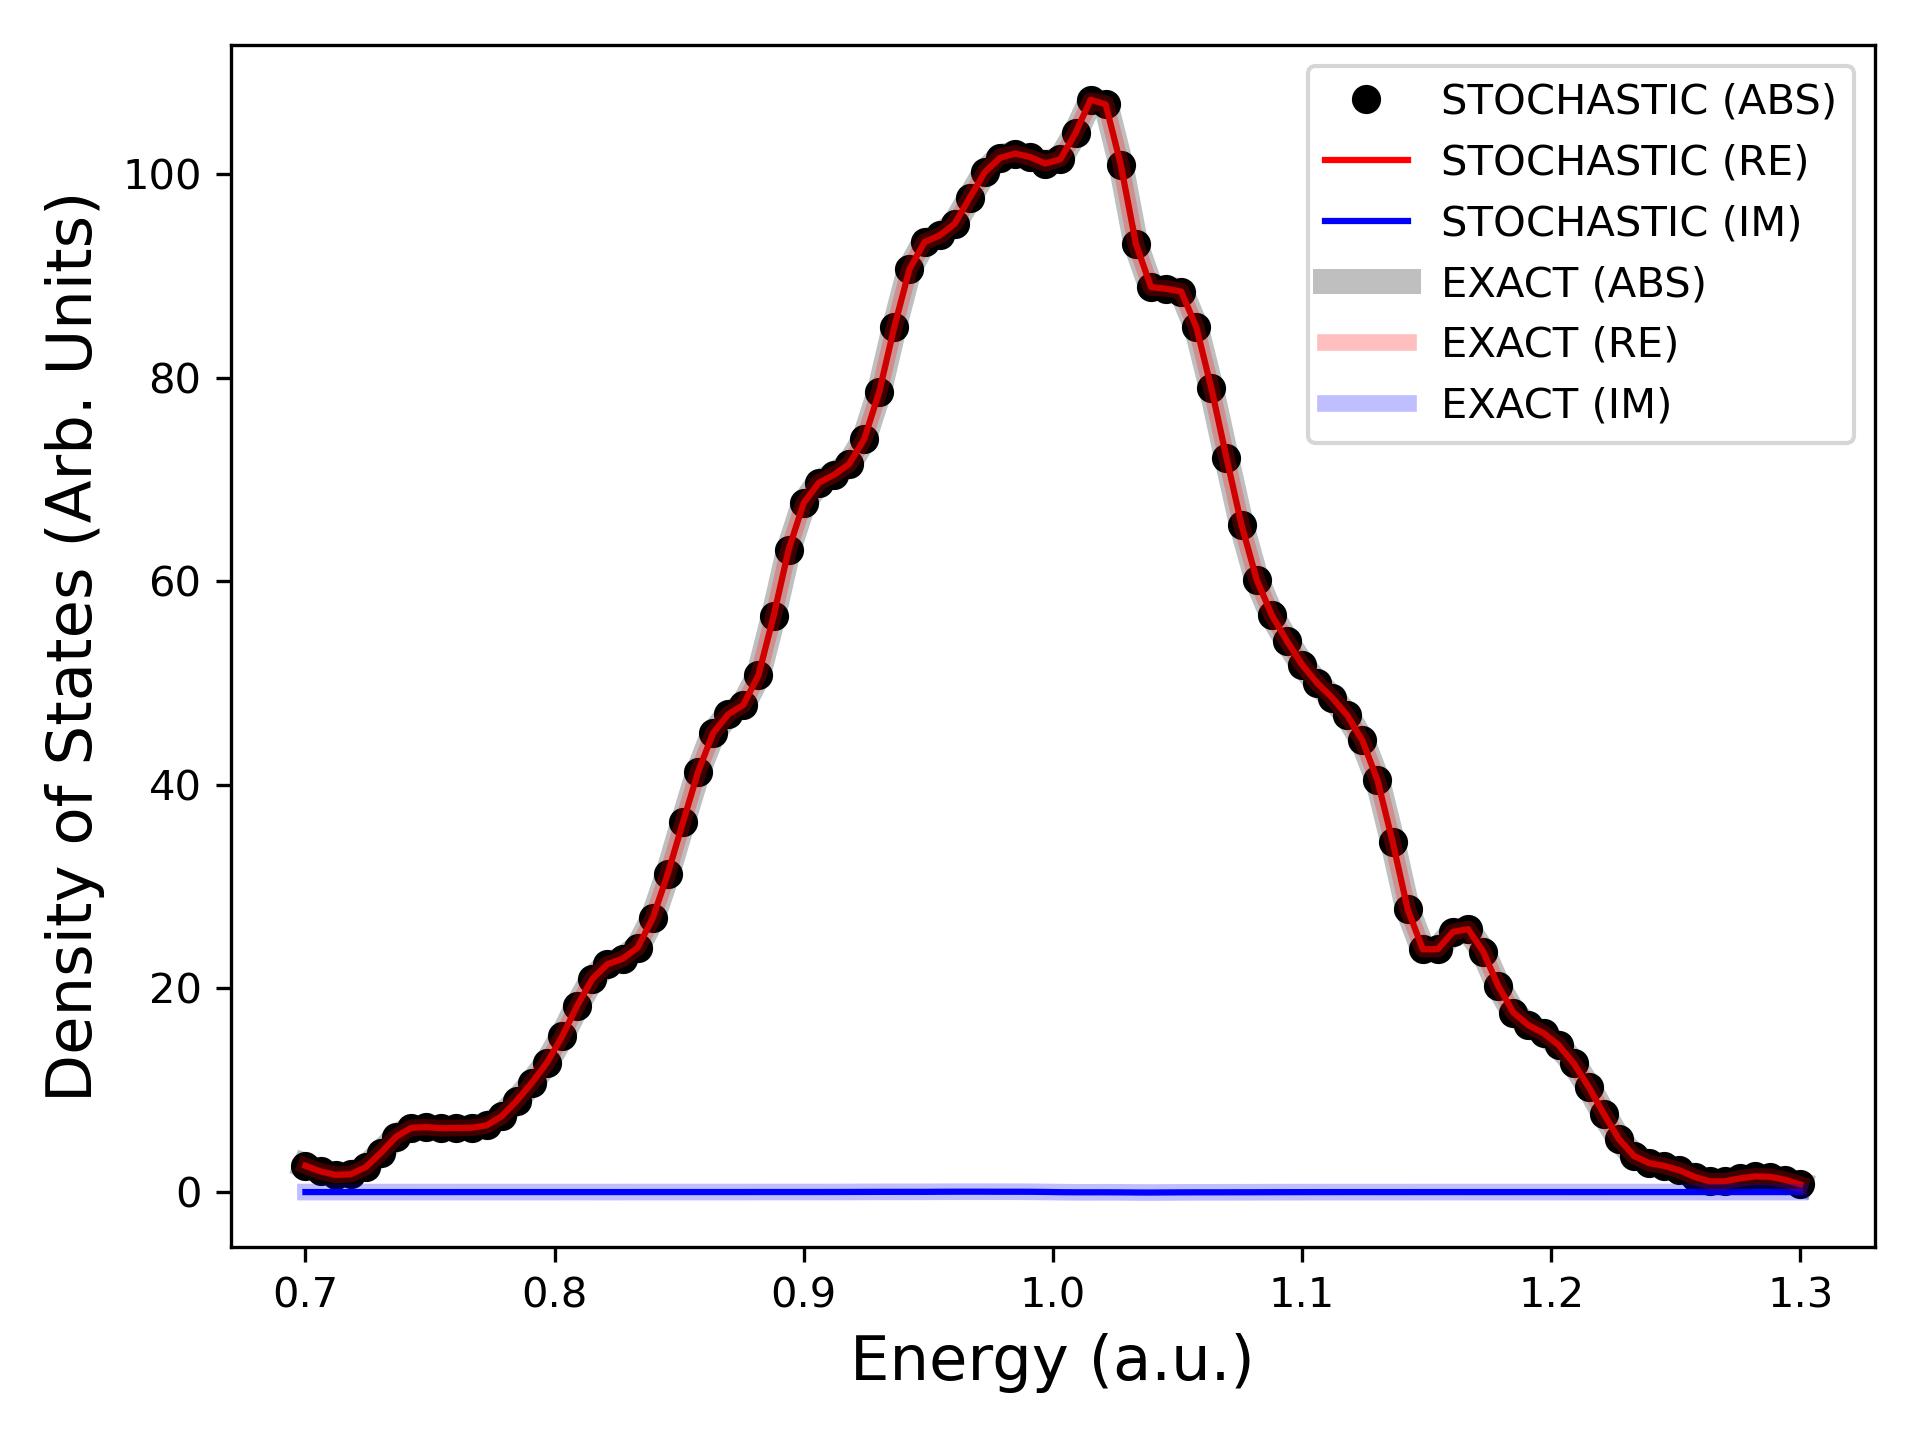 Density of States (Arb. Units)
100
80
60
40
20
0
STOCHASTIC (ABS)
STOCHASTIC (RE)
STOCHASTIC (IM)
EXACT (ABS)
EXACT (RE)
EXACT (IM)
0.7 0.8 0.9 1.0 1.1 1.2 1.3
Energy (a.u.)